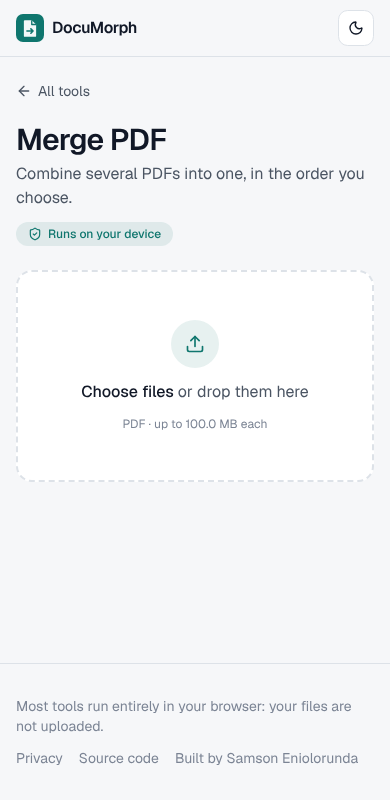 DocuMorph
All tools
Merge PDF
Combine several PDFs into one, in the order you
choose.
Runs on your device
Choose files or drop them here
PDF · up to 100.0 MB each
Most tools run entirely in your browser: your files are
not uploaded.
Privacy Source code Built by Samson Eniolorunda